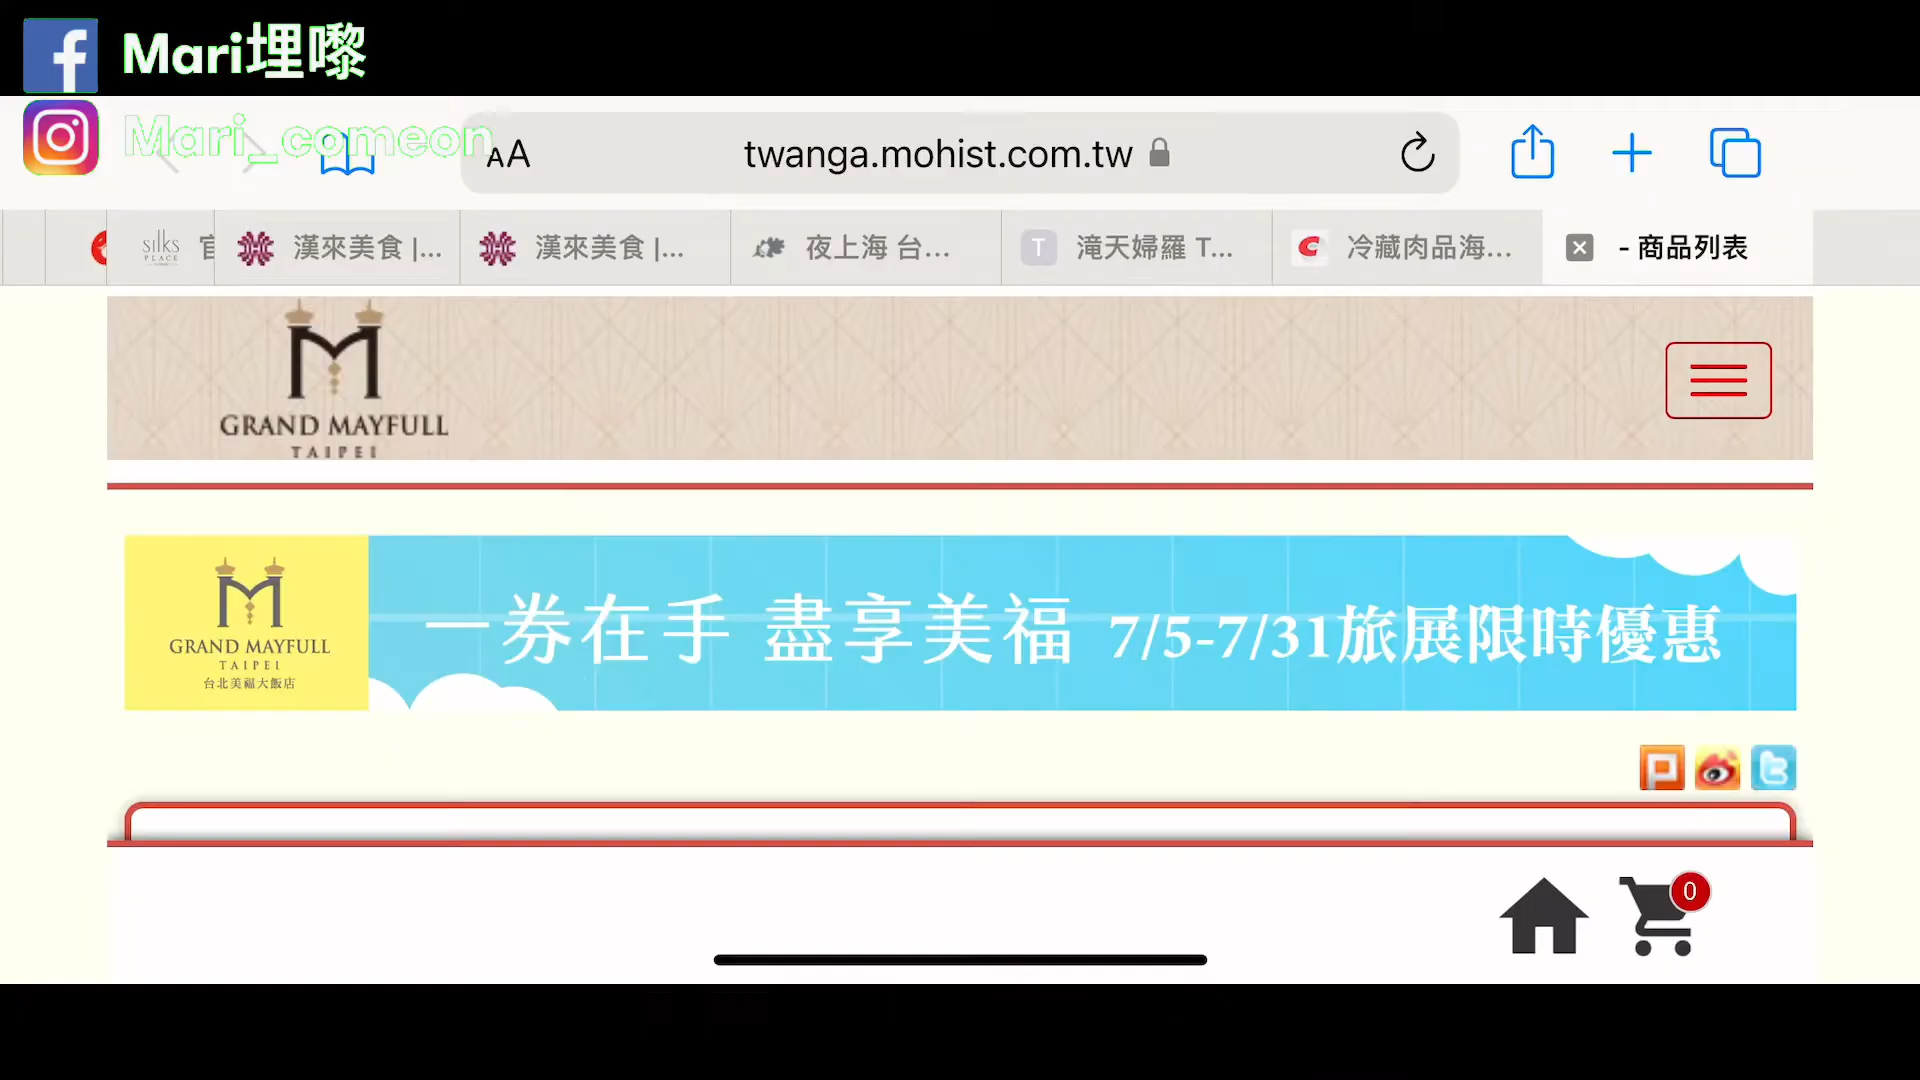 Mari埋嚟
Mari_comeon
AA
twanga.mohist.com.tw
silks
PLACE
漢來美食 |...
漢來美食 |...
夜上海 台...
T
滝天婦羅 T...
冷藏肉品海...
- 商品列表
GRAND MAYFULL
TAIPEI
GRAND MAYFULL
TAIPEI
台北美福大飯店
一券在手 盡享美福 7/5-7/31旅展限時優惠
0